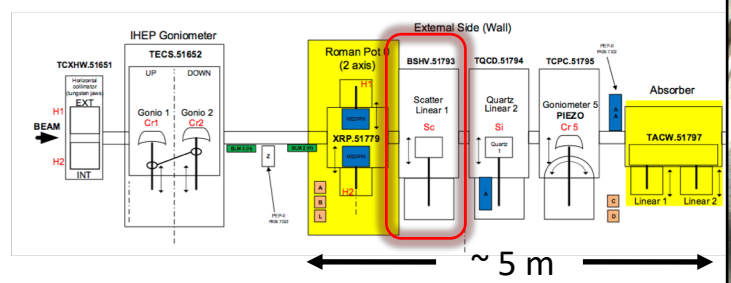 External Side (Wall)
IHEP Goniometer
TECS.51652
UP DOWN
Gonio 1
Cr1
Gonio 2
Cr2
TCXHW.51651
Horizontal
collimator
(tungsten jaws)
EXT
H1
BEAM
H2
INT
Z
PEP-II
Roman Pot 0
(2 axis)
H1
XRP.51779
H2
A
B
L
BSHV.51793
Scatter
Linear 1
Sc
TQCD.51794
Quartz
Linear 2
Si
Quartz
1
A
TCPC.51795
Goniometer 5
PIEZO
Cr 5
A
A
C
D
Absorber
TACW.51797
Linear 1 Linear 2
~ 5 m